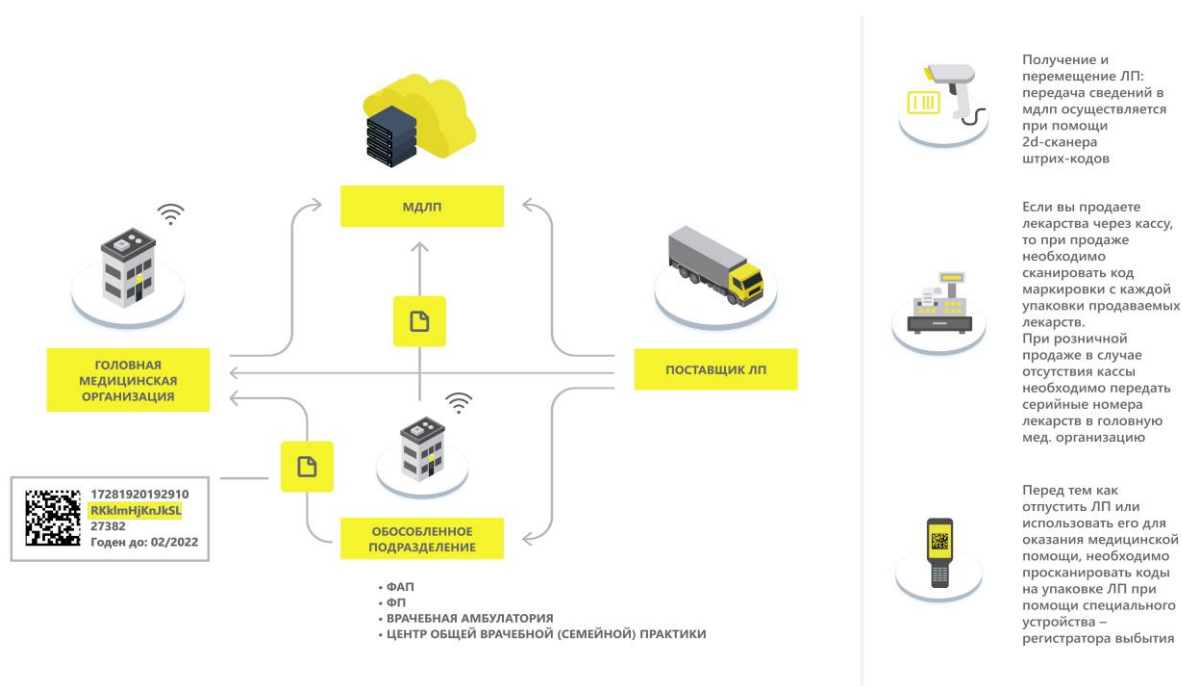 МДЛП
ГОЛОВНАЯ
МЕДИЦИНСКАЯ
ОРГАНИЗАЦИЯ
ПОСТАВЩИК ЛП
17281920192910
RKklmHjKnJkSL
27382
Годен до: 02/2022
ОБОСОБЛЕННОЕ
ПОДРАЗДЕЛЕНИЕ
• ФАП
• ФП
• ВРАЧЕБНАЯ АМБУЛАТОРИЯ
• ЦЕНТР ОБЩЕЙ ВРАЧЕБНОЙ (СЕМЕЙНОЙ) ПРАКТИКИ
Получение и
перемещение ЛП:
передача сведений в
мдлп осуществляется
при помощи
2d-сканера
штрих-кодов
Если вы продаете
лекарства через кассу,
то при продаже
необходимо
сканировать код
маркировки с каждой
упаковки продаваемых
лекарств.
При розничной
продаже в случае
отсутствия кассы
необходимо передать
серийные номера
лекарств в головную
мед. организацию
Перед тем как
отпустить ЛП или
использовать его для
оказания медицинской
помощи, необходимо
просканировать коды
на упаковке ЛП при
помощи специального
устройства –
регистратора выбытия